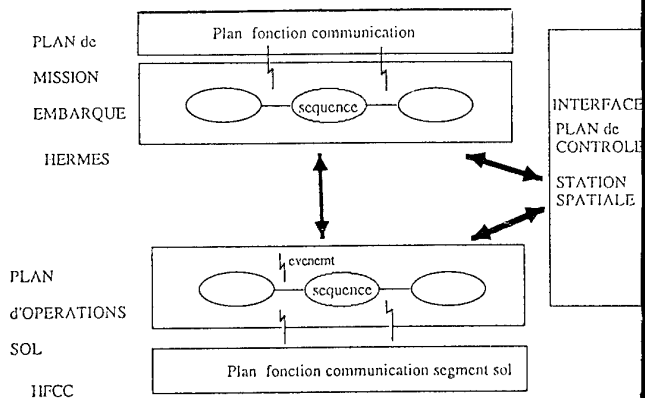 PLAN de
MISSION
EMBARQUE
HERMES
Plan fonction communication
sequence
INTERFACE
PLAN de
CONTROLE
STATION
SPATIALE
PLAN
d'OPERATIONS
SOL
HFCC
evenemt
sequence
Plan fonction communication segment sol